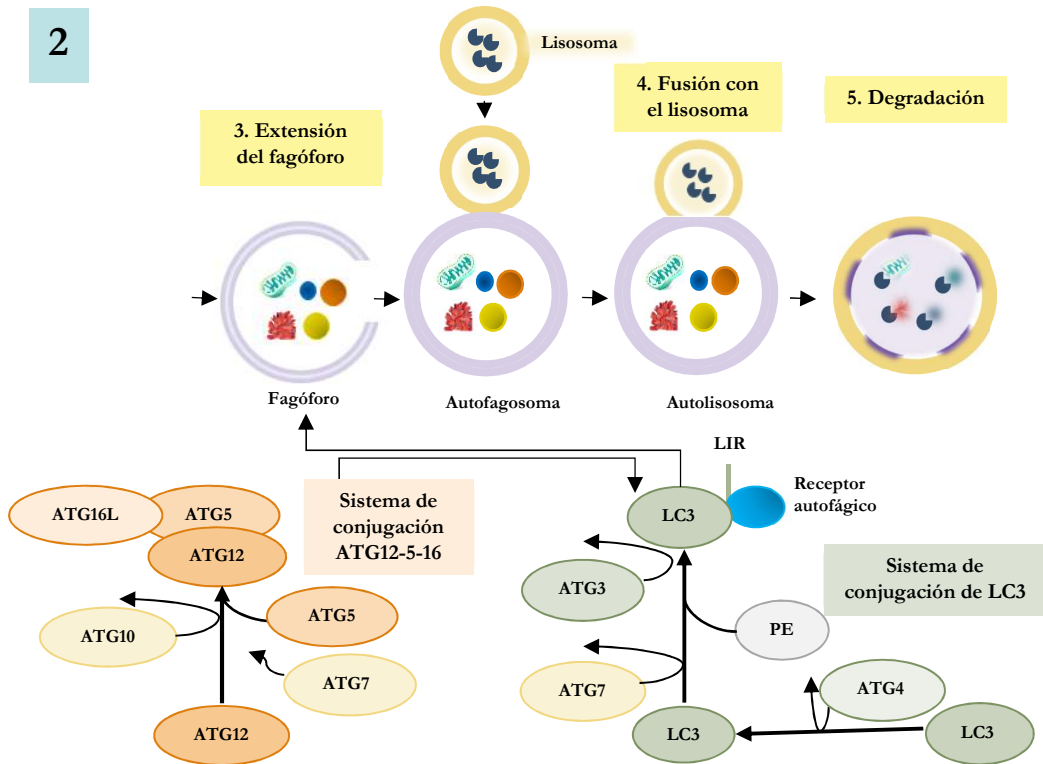 2
Lisosoma
3. Extensión
del fagóforo
4. Fusión con
el lisosoma
5. Degradación
Fagóforo
Autofagosoma
Autolisosoma
LIR
Receptor
autofágico
ATG16L
ATG5
ATG12
Sistema de
conjugación
ATG12-5-16
LC3
ATG3
Sistema de
conjugación de LC3
ATG10
ATG5
PE
ATG7
ATG7
ATG4
ATG12
LC3
LC3